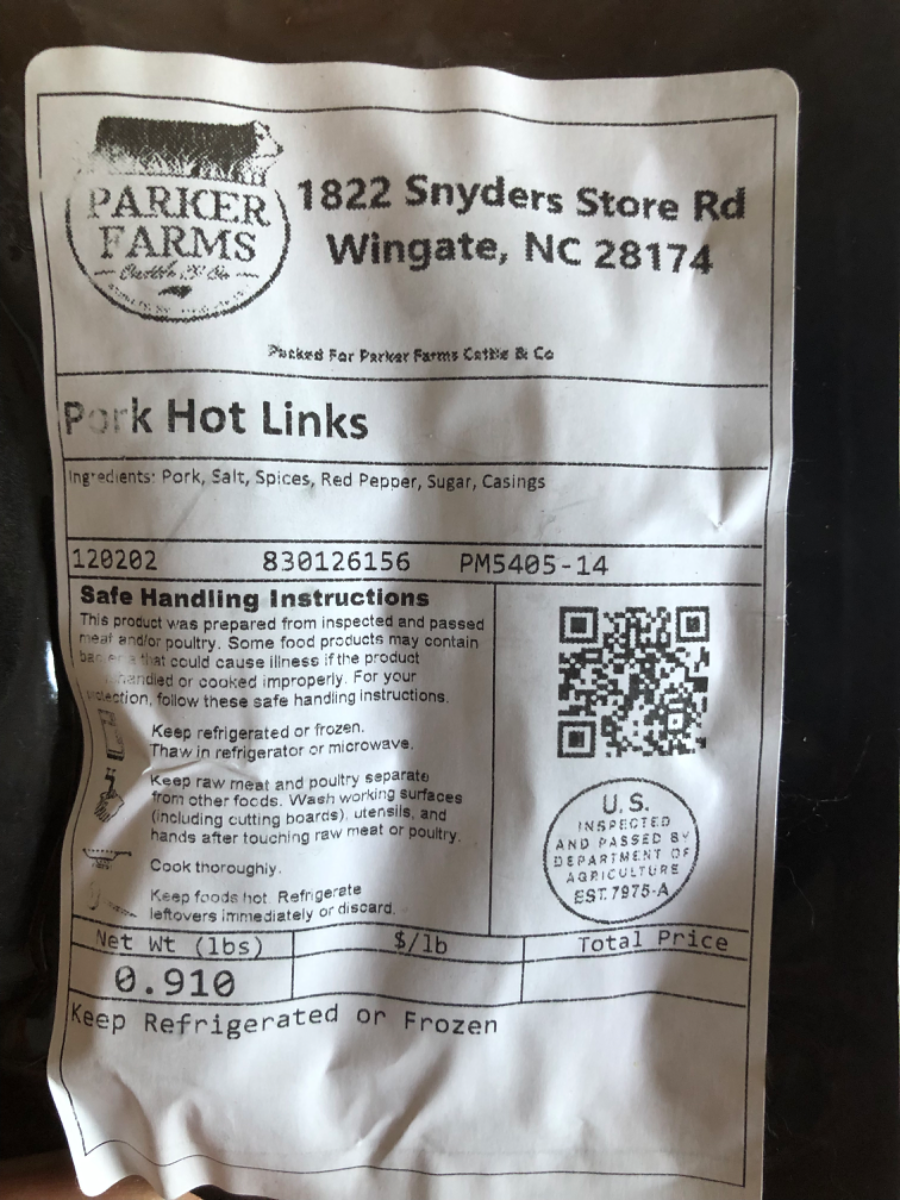 PARKER
FARMS
1822 Snyders Store Rd
Wingate, NC 28174
Packed For Parker Farms Cattle & Co
Pork Hot Links
Ingredients: Pork, Salt, Spices, Red Pepper, Sugar, Casings
120202 830126156 PM5405-14
Safe Handling Instructions
This product was prepared from inspected and passed
meat and/or poultry. Some food products may contain
bacteria that could cause illness if the product
handled or cooked improperly. For your
protection, follow these safe handling instructions.
Keep refrigerated or frozen.
Thaw in refrigerator or microwave.
Keep raw meat and poultry separate
from other foods. Wash working surfaces
(including cutting boards), utensils, and
hands after touching raw meat or poultry.
Cook thoroughly.
Keep foods hot. Refrigerate
leftovers immediately or discard.
U.S.
INSPECTED
AND PASSED BY
DEPARTMENT OF
AGRICULTURE
EST. 7975-A
Net Wt (lbs) $/lb Total Price
0.910
Keep Refrigerated or Frozen